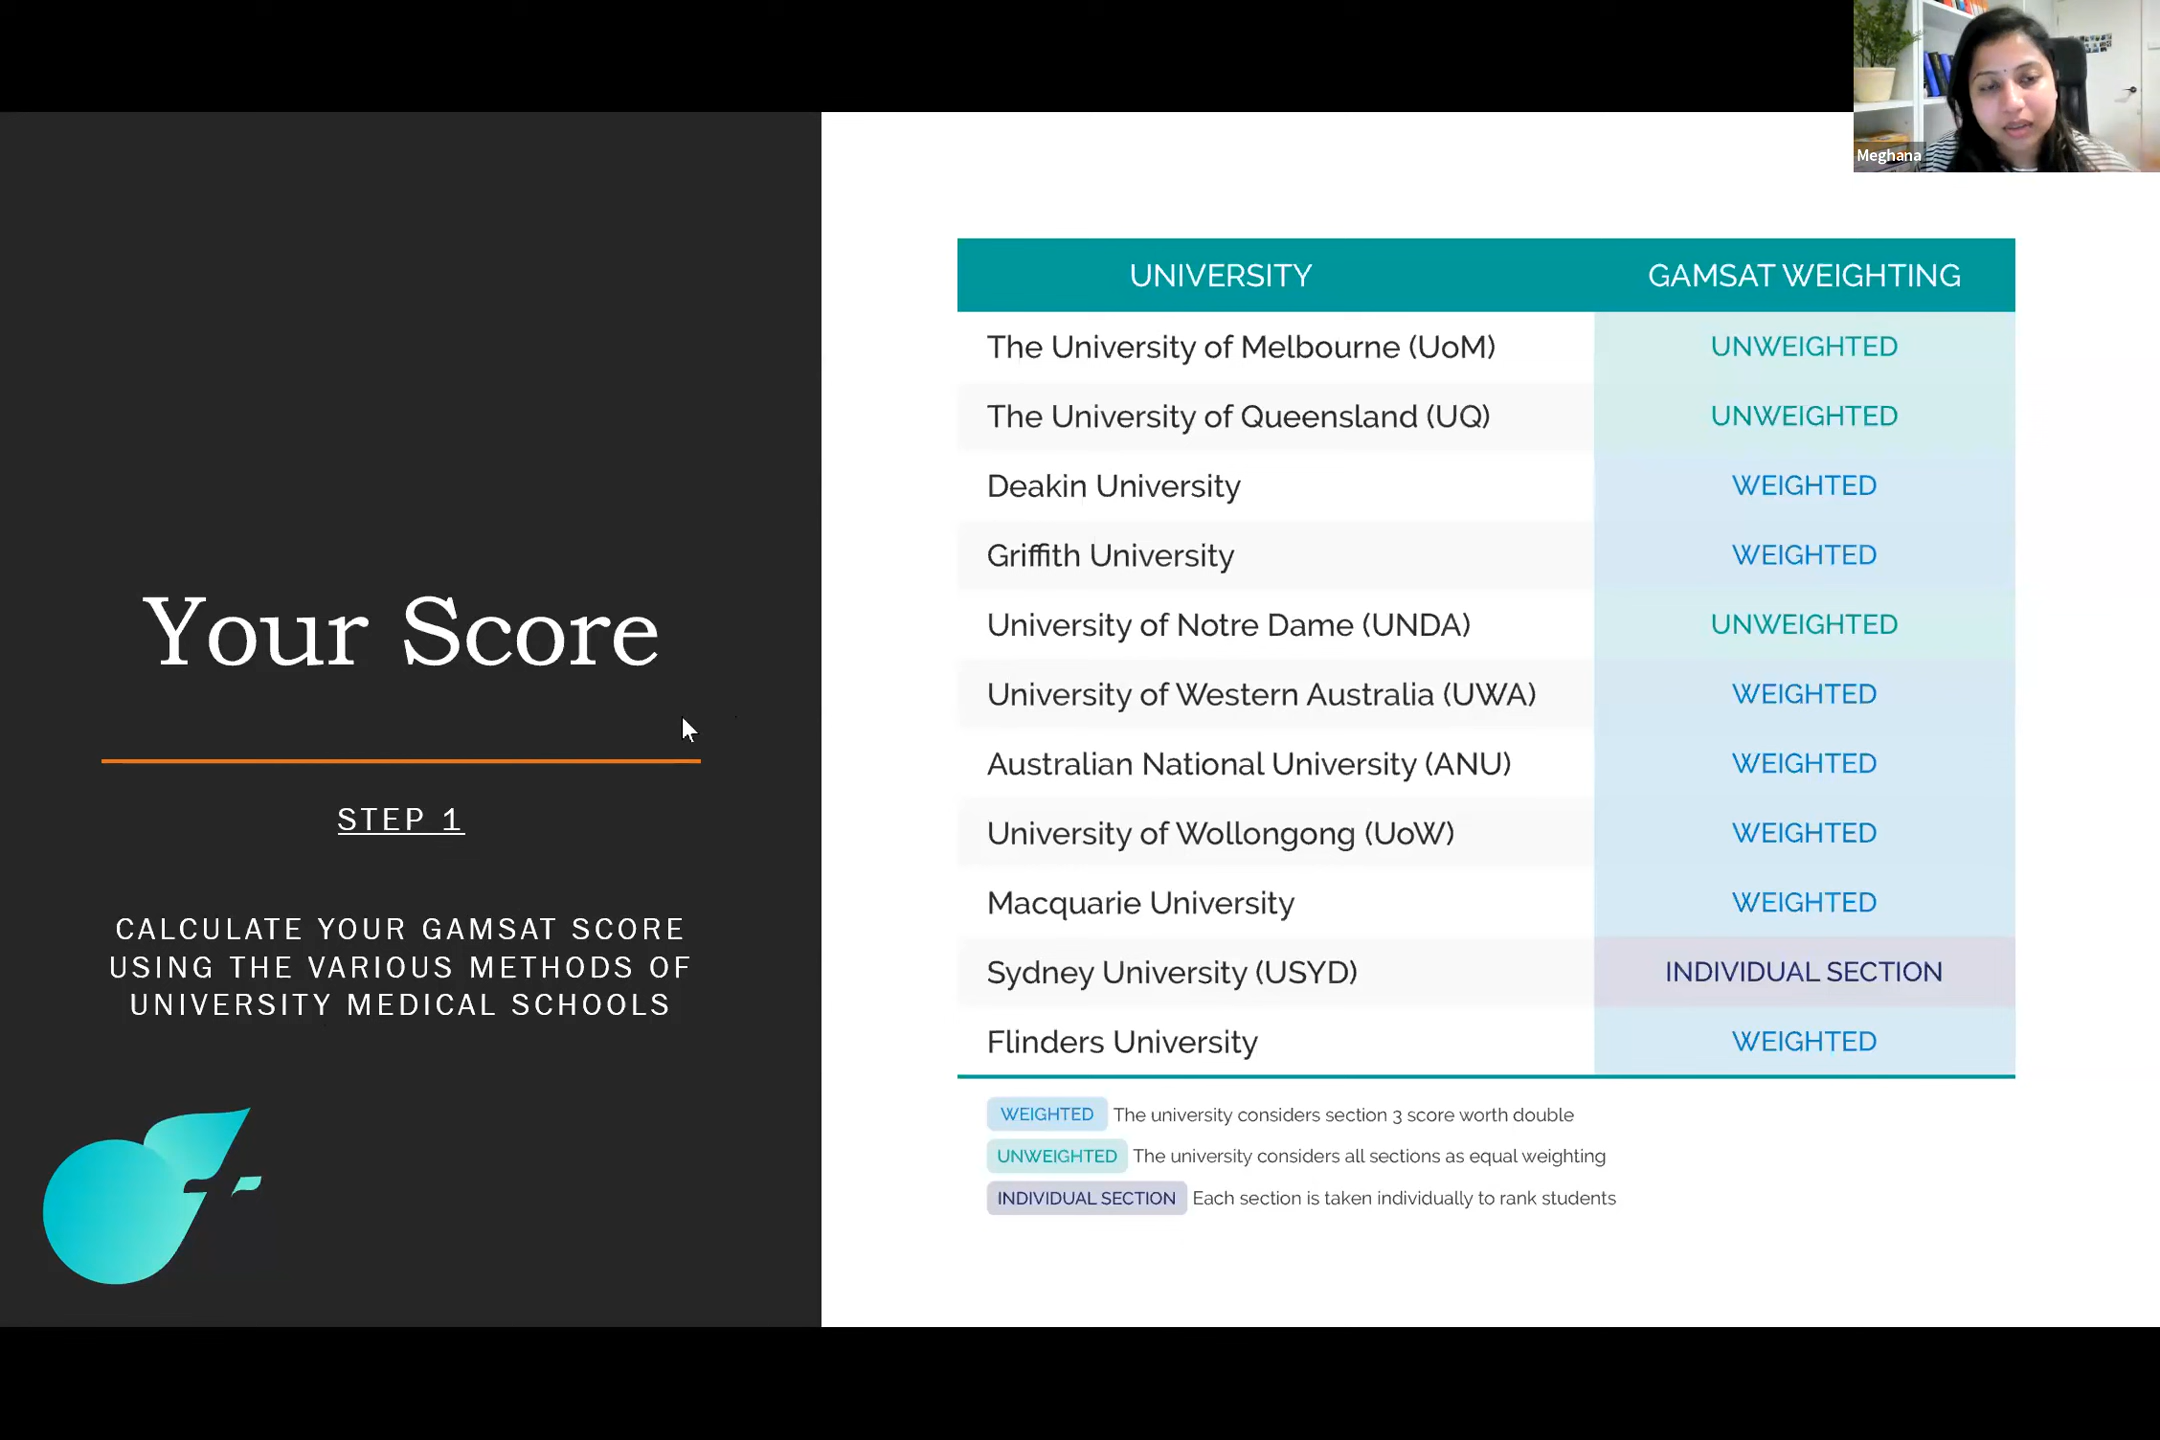 Meghana
Your Score
STEP 1
CALCULATE YOUR GAMSAT SCORE
USING THE VARIOUS METHODS OF
UNIVERSITY MEDICAL SCHOOLS
UNIVERSITY GAMSAT WEIGHTING
The University of Melbourne (UoM) UNWEIGHTED
The University of Queensland (UQ) UNWEIGHTED
Deakin University WEIGHTED
Griffith University WEIGHTED
University of Notre Dame (UNDA) UNWEIGHTED
University of Western Australia (UWA) WEIGHTED
Australian National University (ANU) WEIGHTED
University of Wollongong (UoW) WEIGHTED
Macquarie University WEIGHTED
Sydney University (USYD) INDIVIDUAL SECTION
Flinders University WEIGHTED
WEIGHTED The university considers section 3 score worth double
UNWEIGHTED The university considers all sections as equal weighting
INDIVIDUAL SECTION Each section is taken individually to rank students